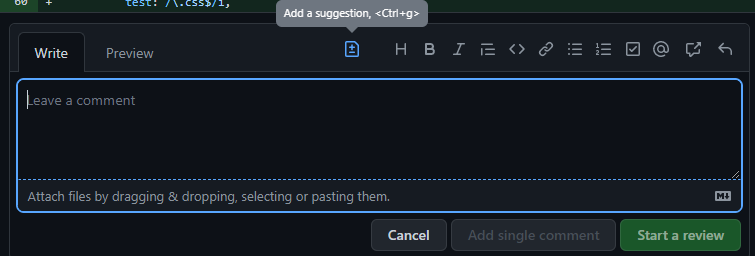 60 + test: /\.css$/i,
Add a suggestion, <Ctrl+g>
Write Preview
Leave a comment
Attach files by dragging & dropping, selecting or pasting them.
Cancel Add single comment Start a review